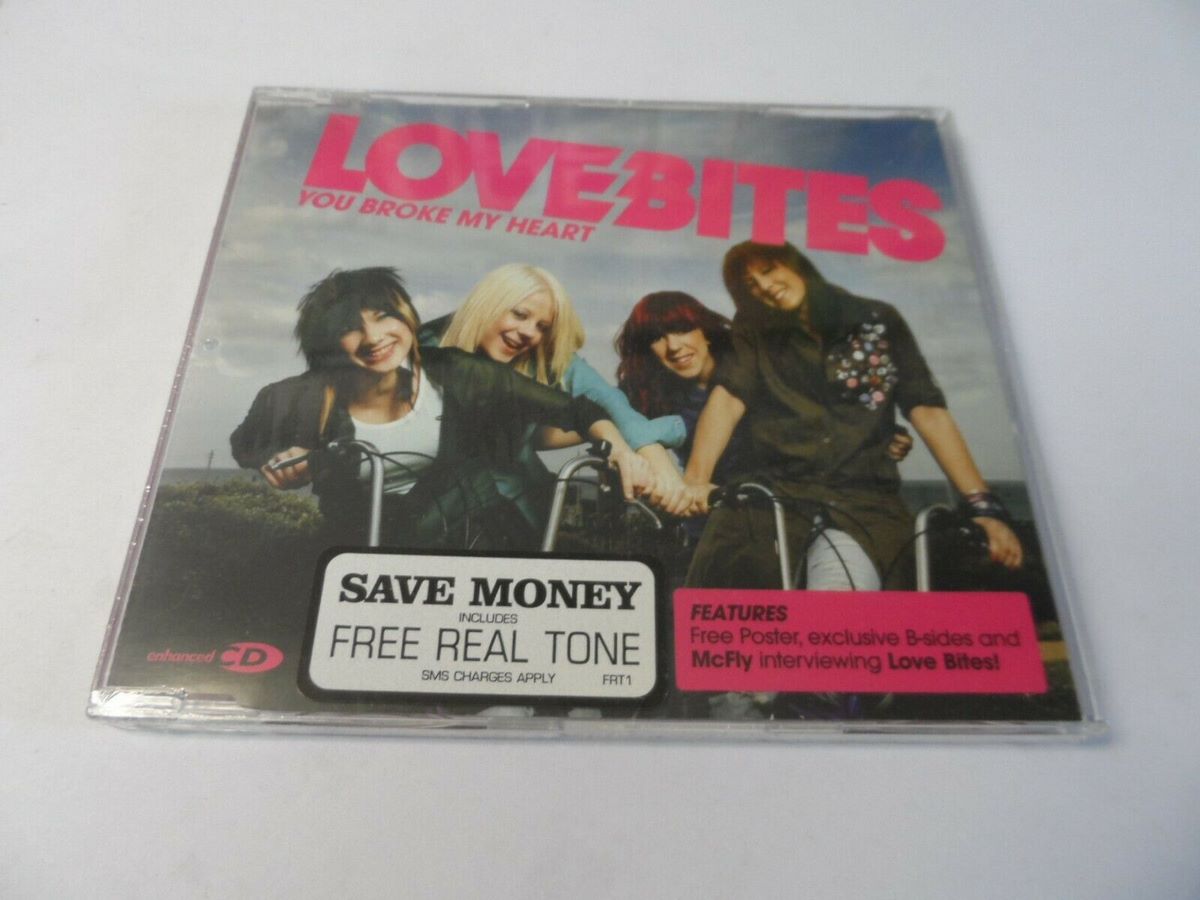 LOVE BITES
YOU BROKE MY HEART
SAVE MONEY
INCLUDES
FREE REAL TONE
SMS CHARGES APPLY FRT1
FEATURES
Free Poster, exclusive B-sides and
McFly interviewing Love Bites!
enhanced CD